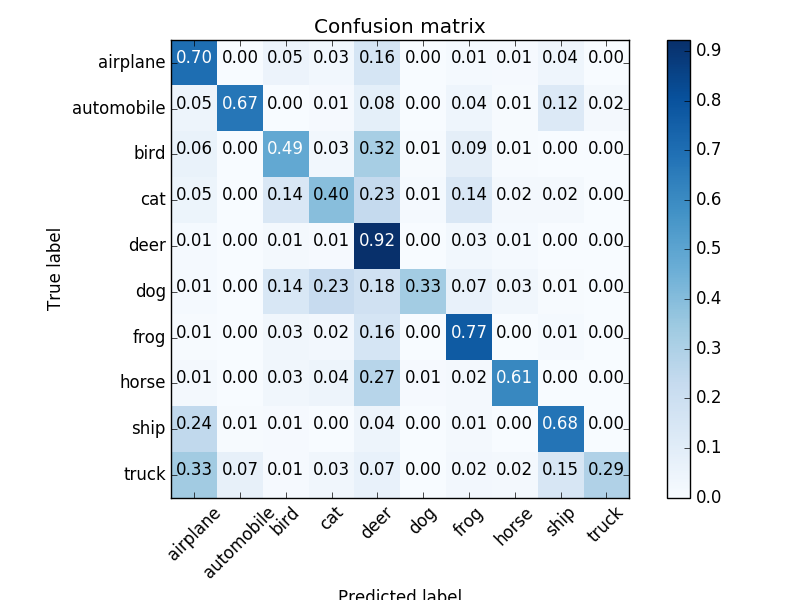 Confusion matrix
airplane 0.70 0.00 0.05 0.03 0.16 0.00 0.01 0.01 0.04 0.00
automobile 0.05 0.67 0.00 0.01 0.08 0.00 0.04 0.01 0.12 0.02
bird 0.06 0.00 0.49 0.03 0.32 0.01 0.09 0.01 0.00 0.00
cat 0.05 0.00 0.14 0.40 0.23 0.01 0.14 0.02 0.02 0.00
deer 0.01 0.00 0.01 0.01 0.92 0.00 0.03 0.01 0.00 0.00
dog 0.01 0.00 0.14 0.23 0.18 0.33 0.07 0.03 0.01 0.00
frog 0.01 0.00 0.03 0.02 0.16 0.00 0.77 0.00 0.01 0.00
horse 0.01 0.00 0.03 0.04 0.27 0.01 0.02 0.61 0.00 0.00
ship 0.24 0.01 0.01 0.00 0.04 0.00 0.01 0.00 0.68 0.00
truck 0.33 0.07 0.01 0.03 0.07 0.00 0.02 0.02 0.15 0.29
airplane automobile bird cat deer dog frog horse ship truck
True label
Predicted label
0.9
0.8
0.7
0.6
0.5
0.4
0.3
0.2
0.1
0.0